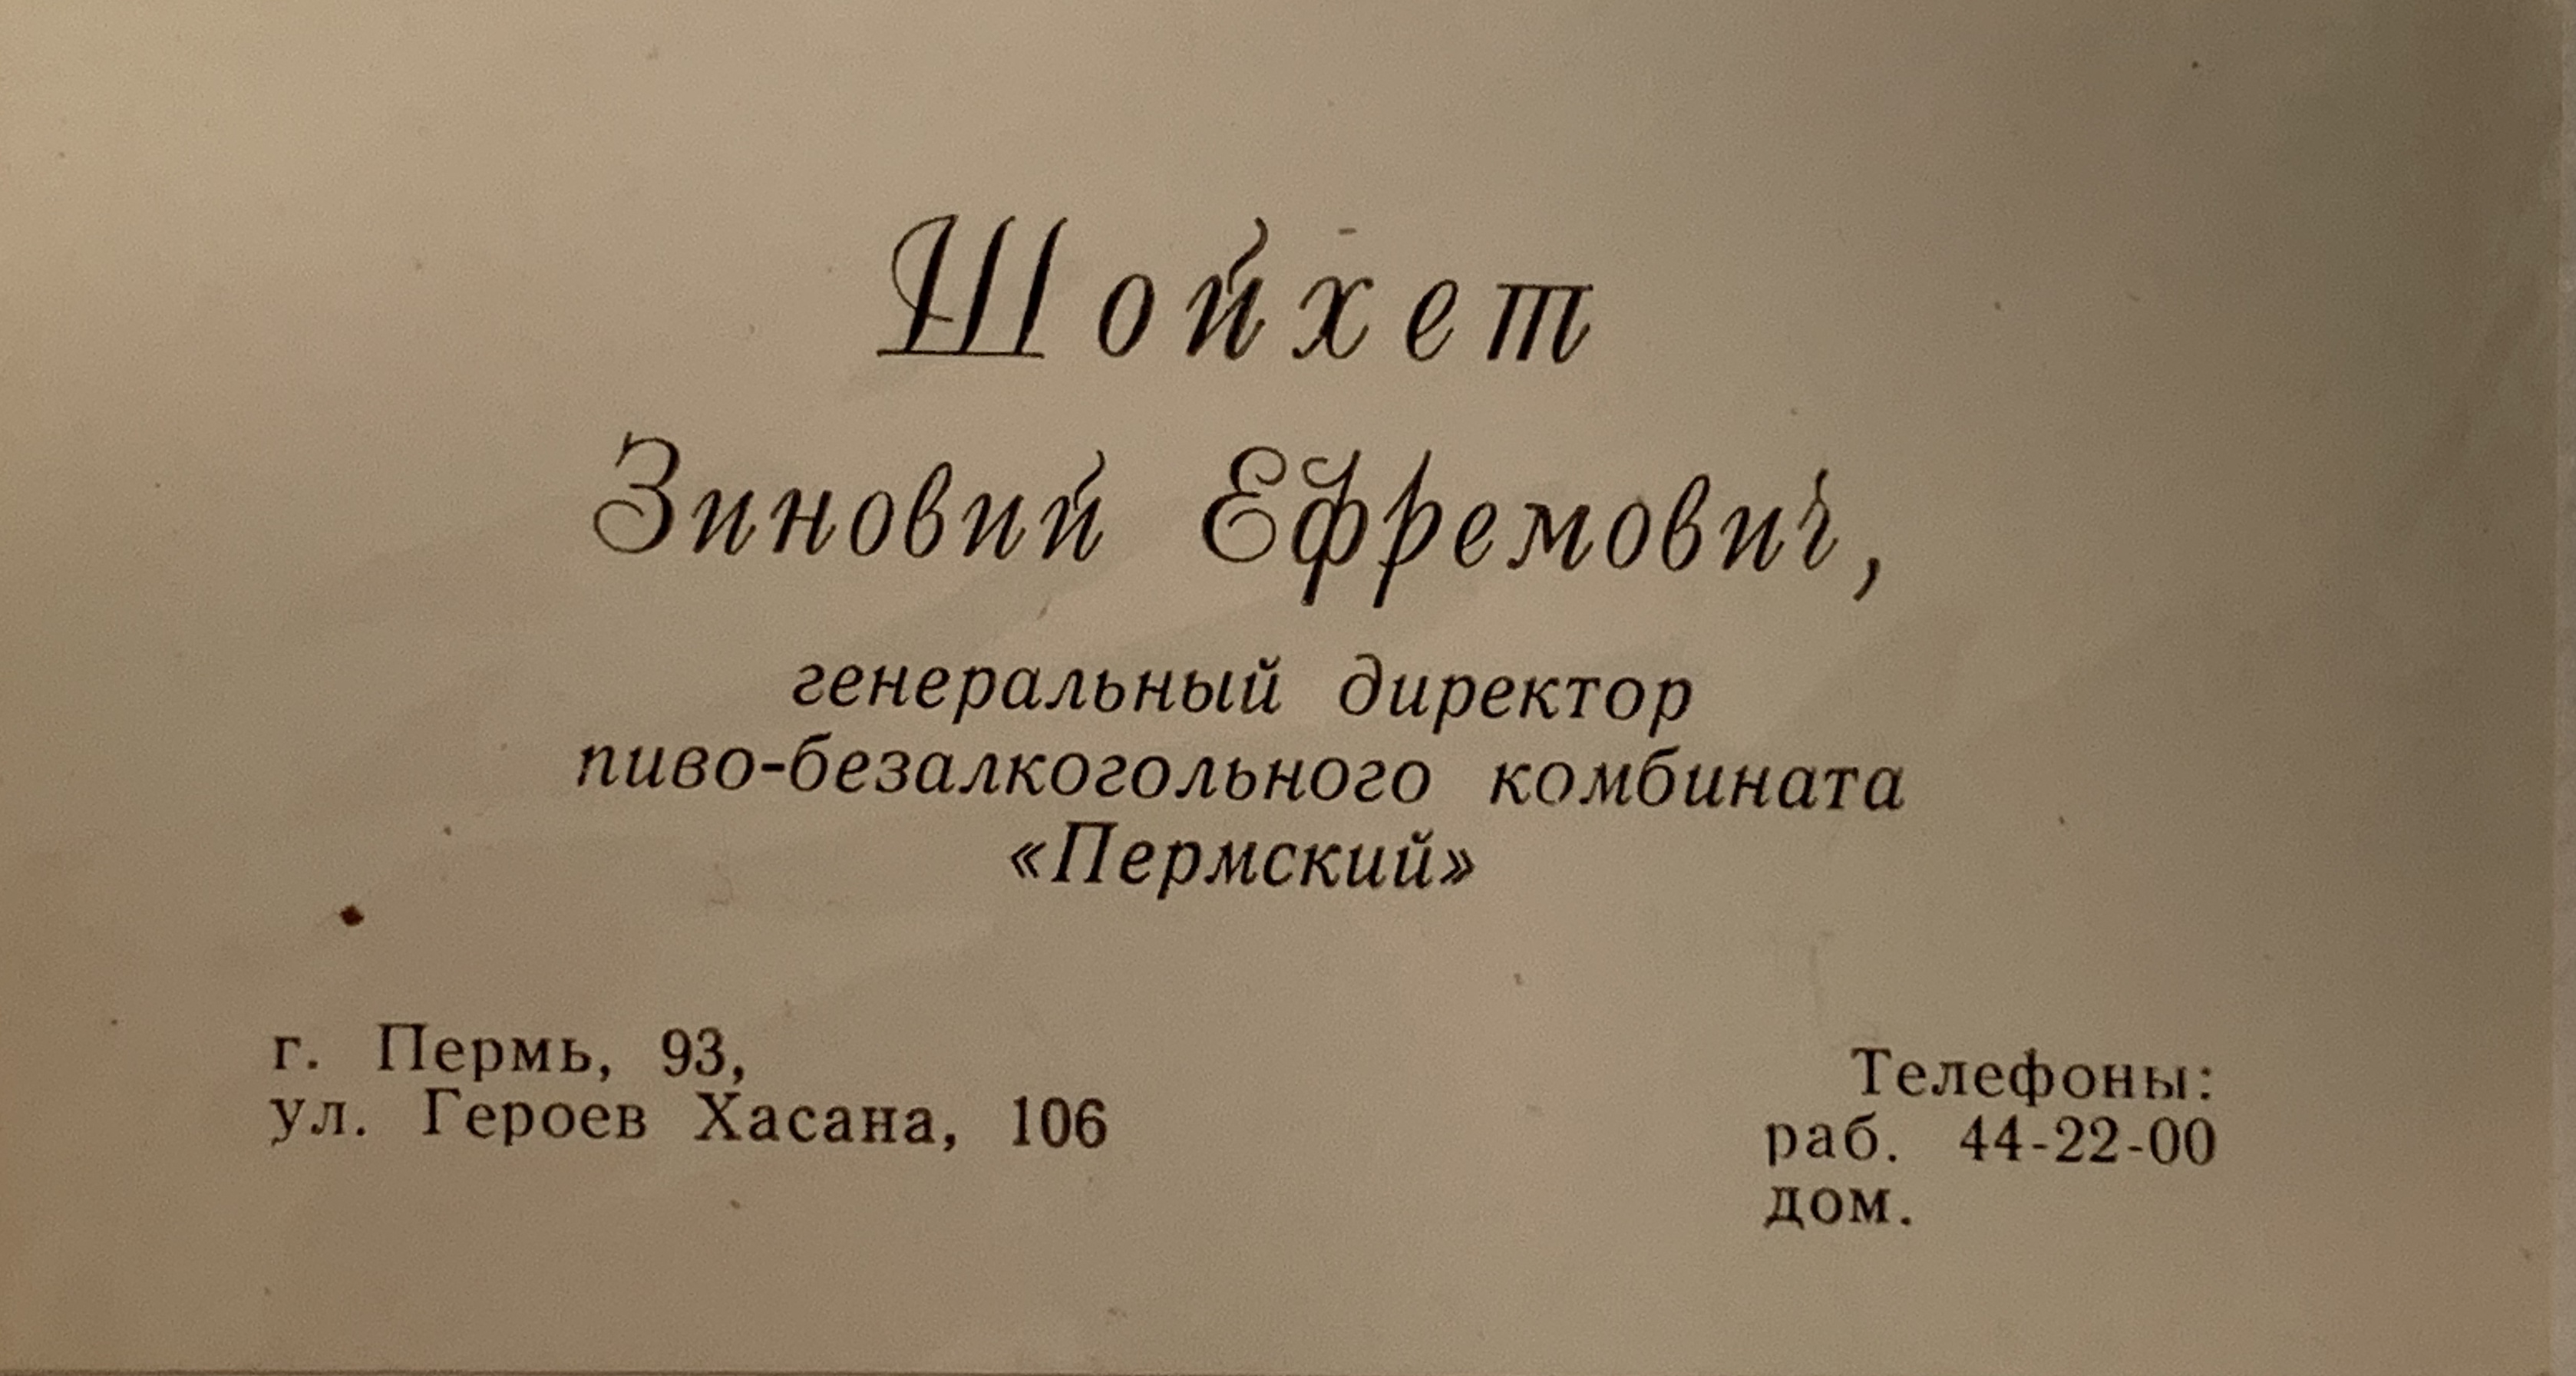 Шойхет
Зиновий Ефремович,
генеральный директор
пиво-безалкогольного комбината
«Пермский»
г. Пермь, 93,
ул. Героев Хасана, 106
Телефоны:
раб. 44-22-00
дом.